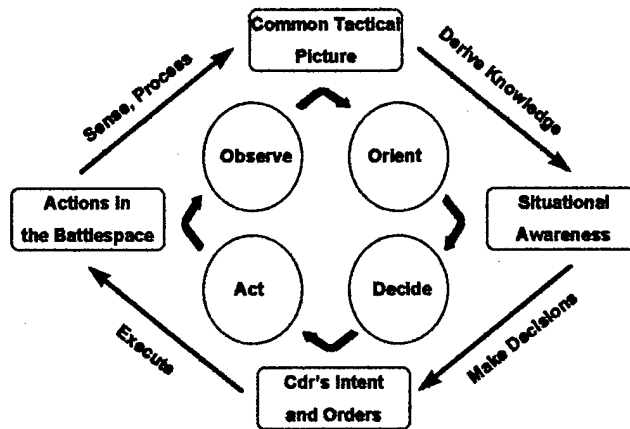 Common Tactical
Picture
Sense, Process
Derive Knowledge
Observe
Orient
Actions in
the Battlespace
Situational
Awareness
Act
Decide
Execute
Make Decisions
Cdr's Intent
and Orders